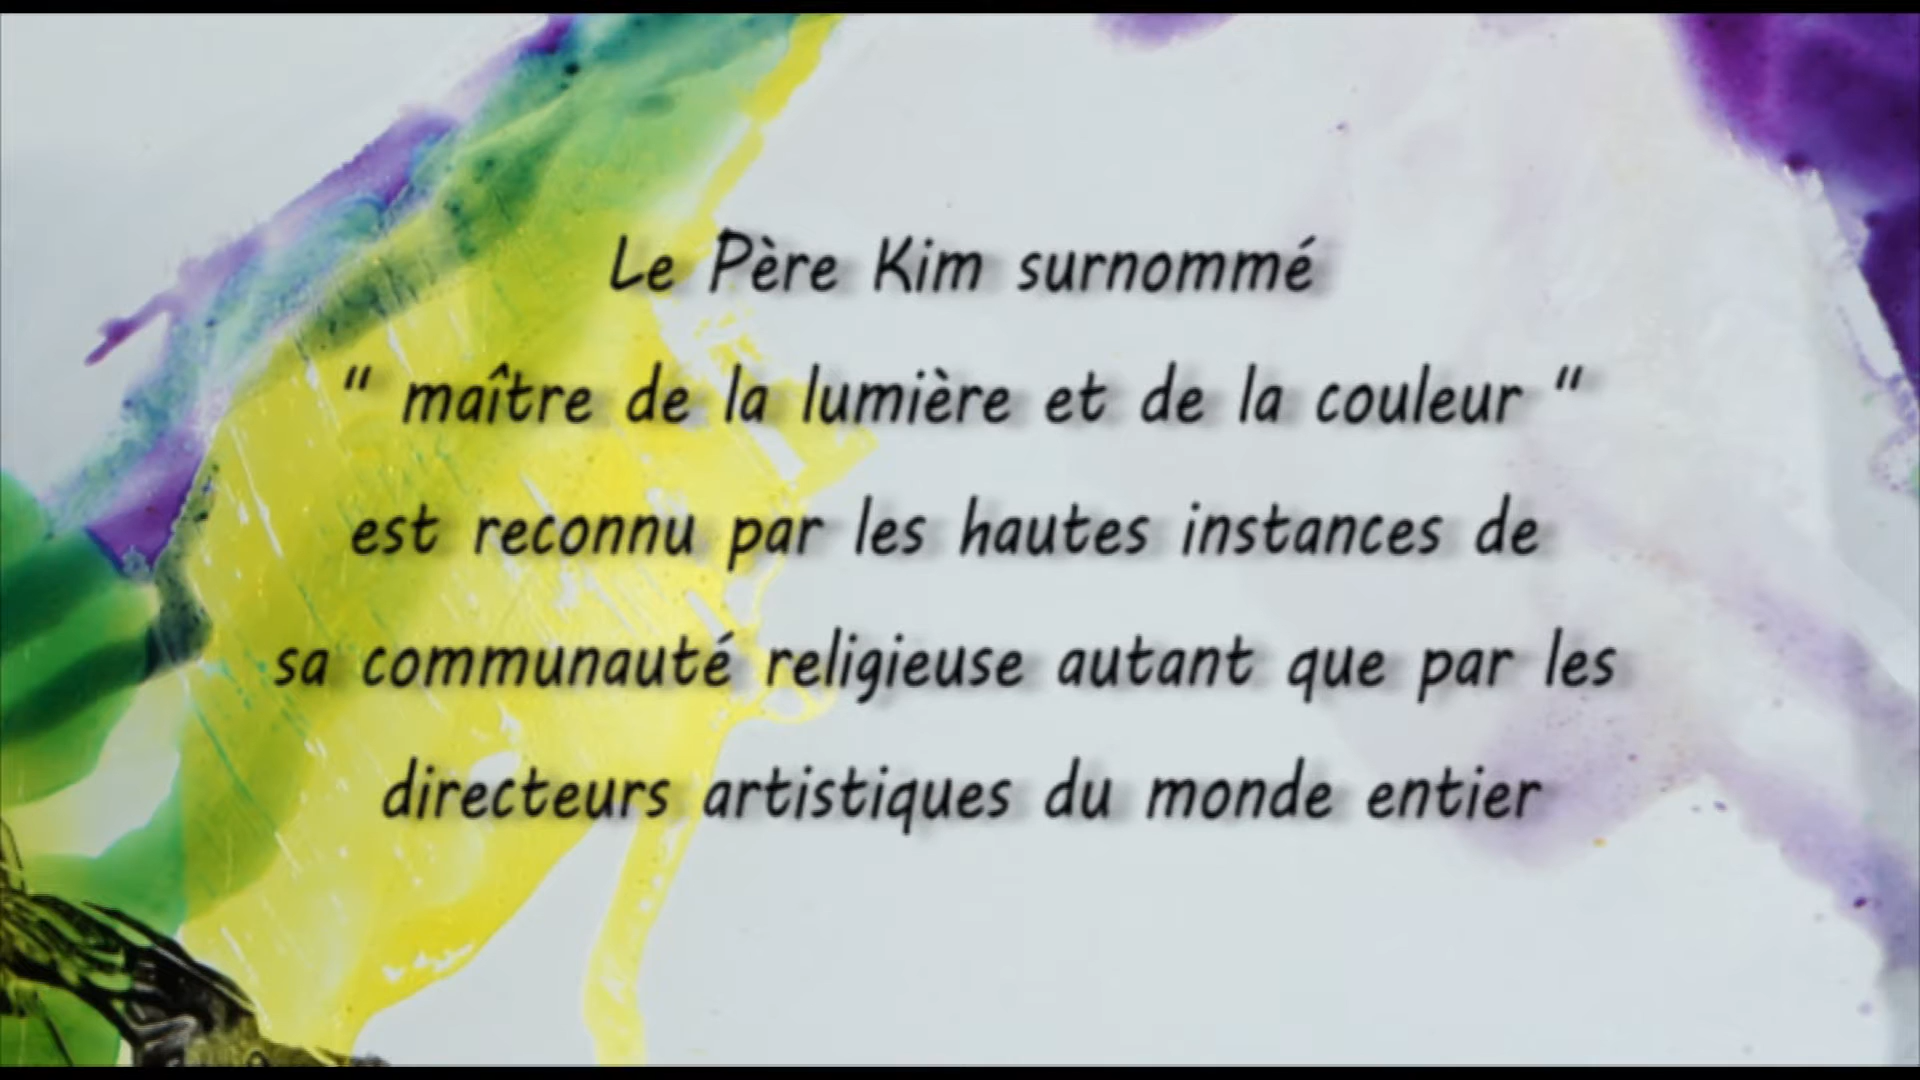 Le Père Kim surnommé
“ maître de la lumière et de la couleur “
est reconnu par les hautes instances de
sa communauté religieuse autant que par les
directeurs artistiques du monde entier